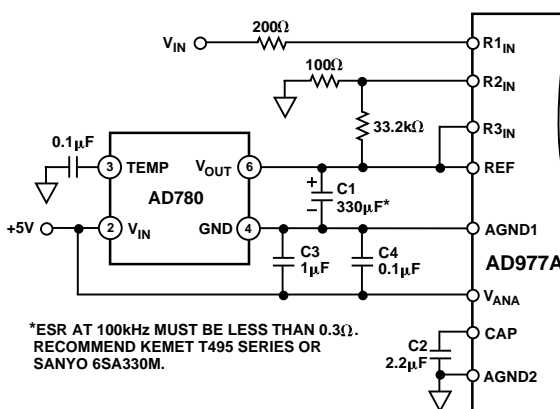 200Ω
V_IN
R1_IN
100Ω
R2_IN
33.2kΩ
R3_IN
0.1µF
3 TEMP
V_OUT 6
REF
AD780
+
C1
330µF*
–
+5V
2 V_IN
GND 4
AGND1
C3
1µF
C4
0.1µF
AD977A
V_ANA
*ESR AT 100kHz MUST BE LESS THAN 0.3Ω.
RECOMMEND KEMET T495 SERIES OR
SANYO 6SA330M.
CAP
C2
2.2µF
AGND2